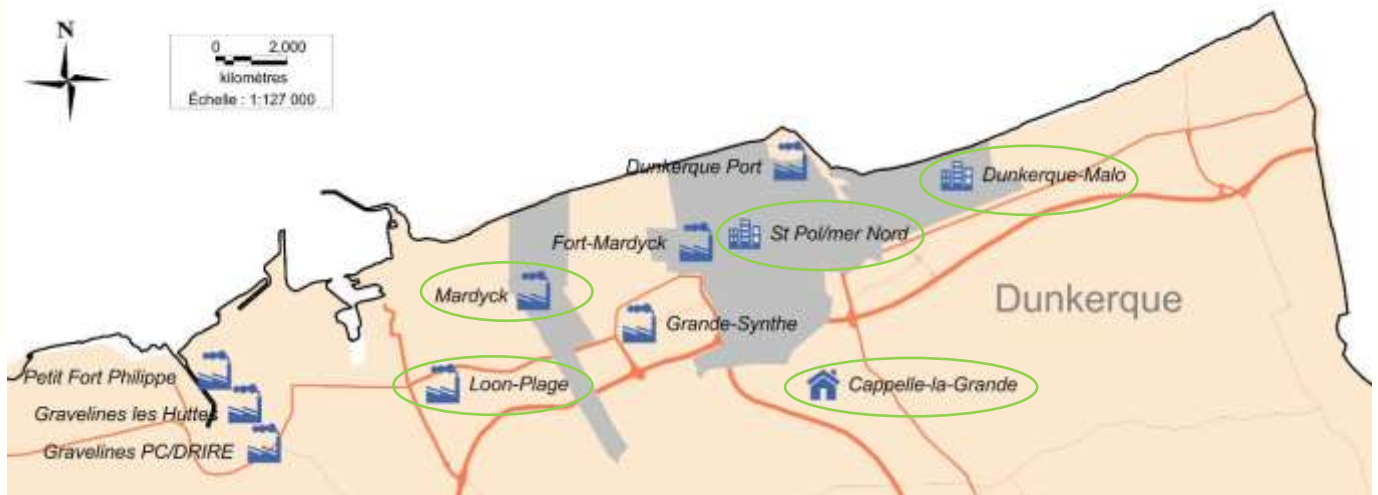 N
0 2,000
kilomètres
Échelle : 1:127 000
Dunkerque Port
Dunkerque-Malo
St Pol/mer Nord
Fort-Mardyck
Mardyck
Dunkerque
Grande-Synthe
Petit Fort Philippe
Loon-Plage
Cappelle-la-Grande
Gravelines les Huttes
Gravelines PC/DRIRE